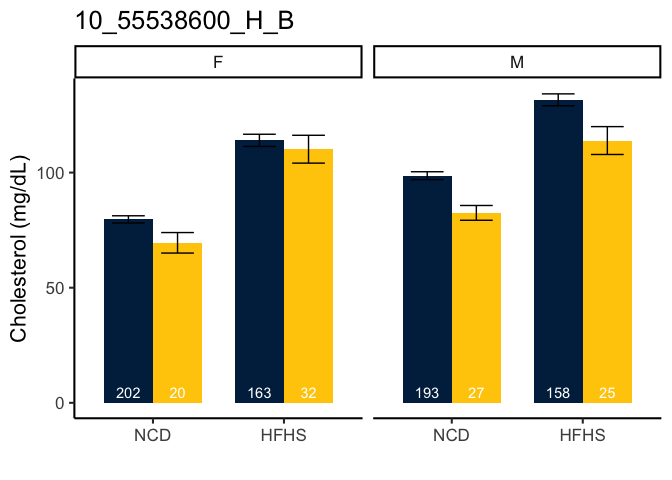 10_55538600_H_B
F M
Cholesterol (mg/dL)
100
50
0
202 20 163 32 193 27 158 25
NCD HFHS NCD HFHS